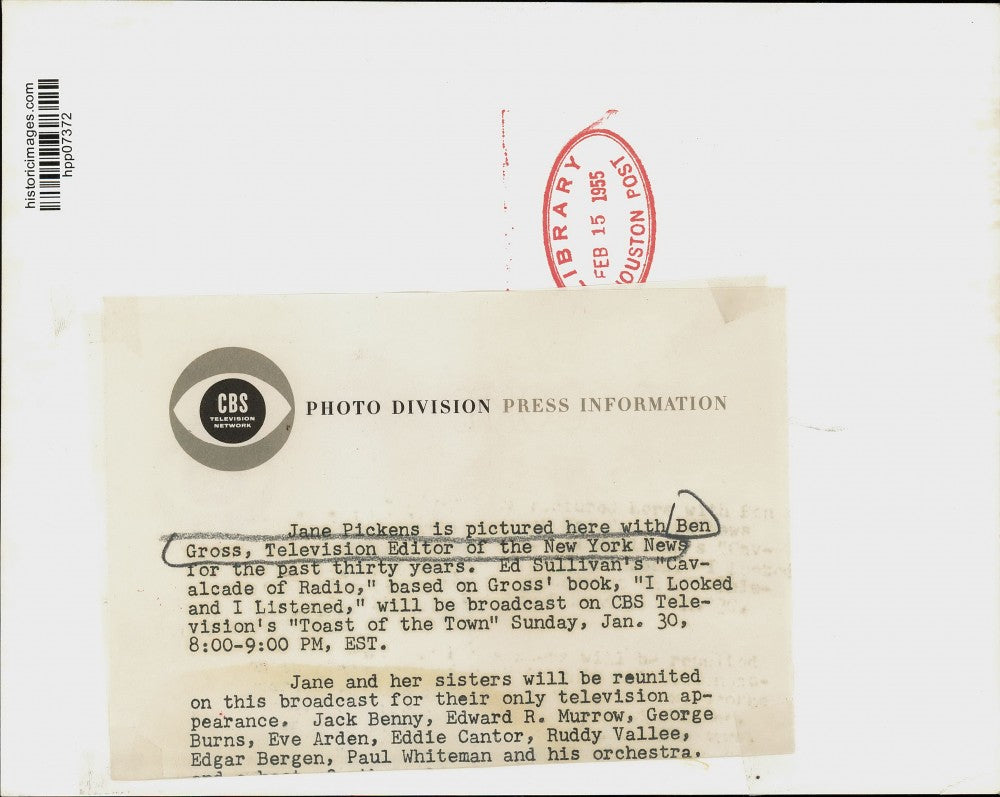 historicimages.com
hpp07372
LIBRARY
FEB 15 1955
HOUSTON POST
CBS
TELEVISION
NETWORK
PHOTO DIVISION PRESS INFORMATION
Jane Pickens is pictured here with Ben
Gross, Television Editor of the New York News
for the past thirty years. Ed Sullivan's "Cav-
alcade of Radio," based on Gross' book, "I Looked
and I Listened," will be broadcast on CBS Tele-
vision's "Toast of the Town" Sunday, Jan. 30,
8:00-9:00 PM, EST.
Jane and her sisters will be reunited
on this broadcast for their only television ap-
pearance. Jack Benny, Edward R. Murrow, George
Burns, Eve Arden, Eddie Cantor, Ruddy Vallee,
Edgar Bergen, Paul Whiteman and his orchestra.